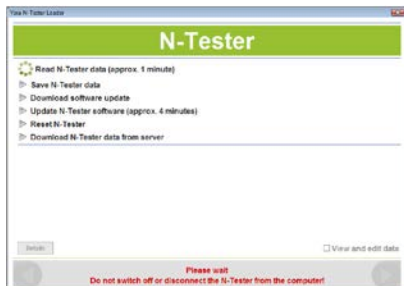 Yara N-Tester Loader
N-Tester
Read N-Tester data (approx. 1 minute)
Save N-Tester data
Download software update
Update N-Tester software (approx. 4 minutes)
Reset N-Tester
Download N-Tester data from server
Details
View and edit data
Please wait
Do not switch off or disconnect the N-Tester from the computer!